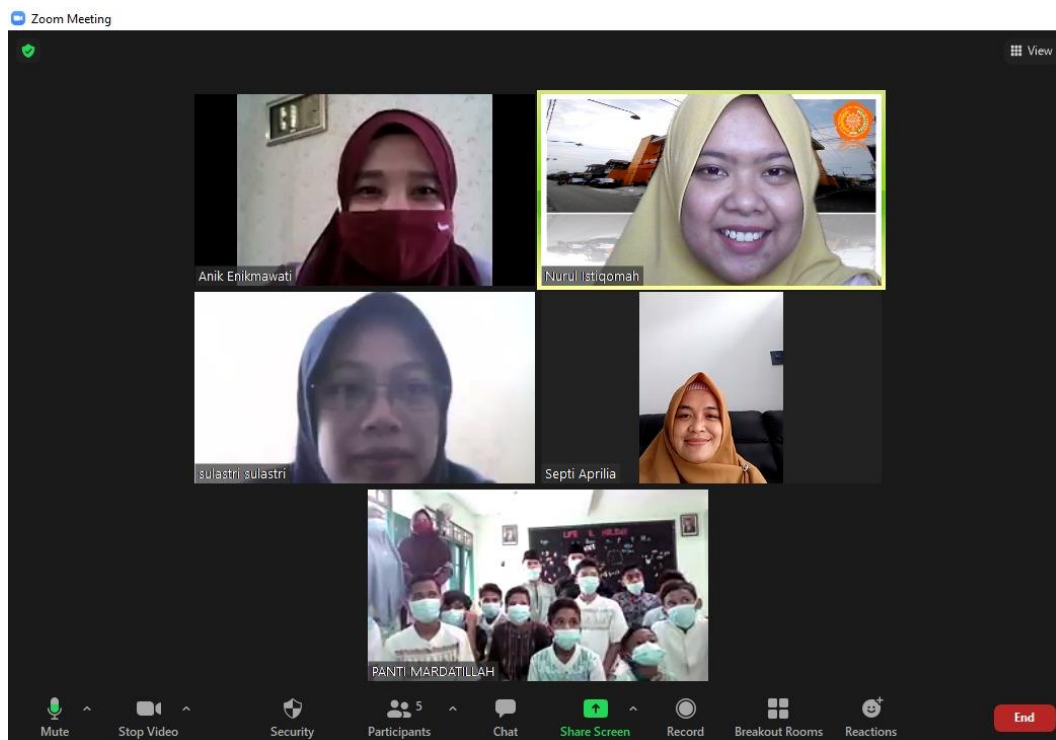 Zoom Meeting
View
Anik Enikmawati
Nurul Istiqomah
sulastri sulastri
Septi Aprilia
LIFE
PANTI MARDATILLAH
Mute
Stop Video
Security
Participants
5
Chat
Share Screen
Record
Breakout Rooms
Reactions
End